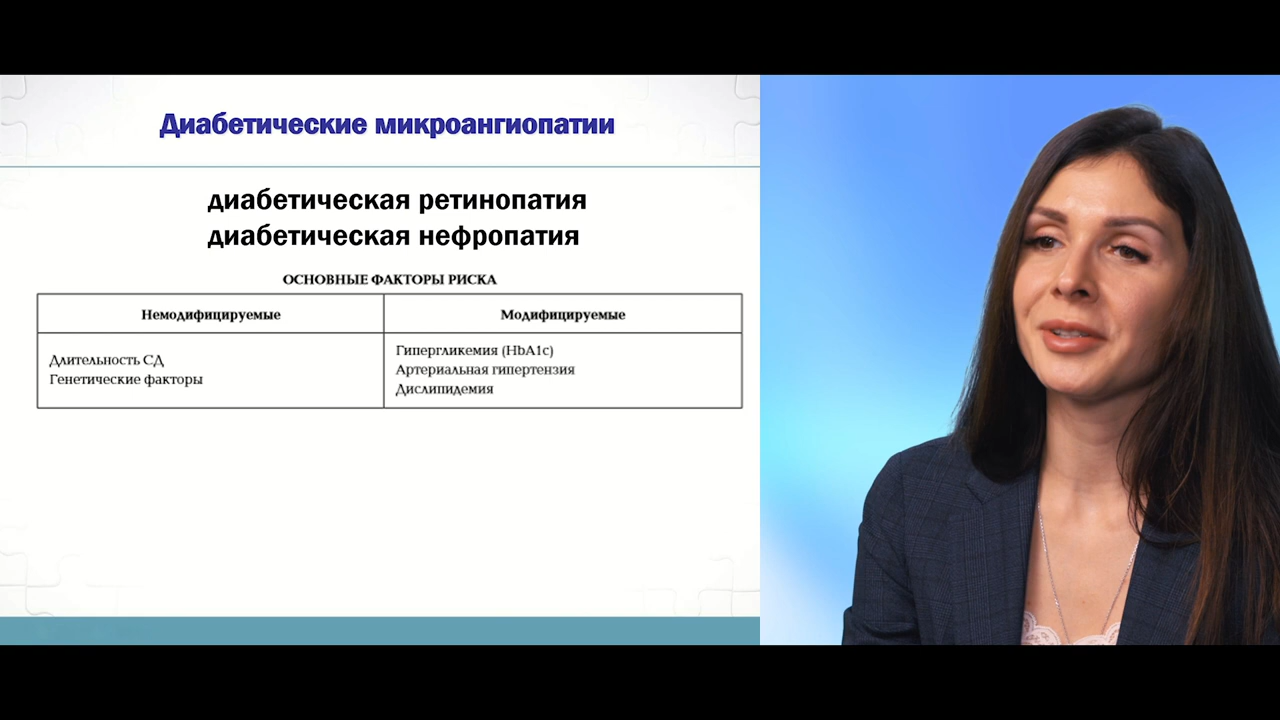 Диабетические микроангиопатии
диабетическая ретинопатия
диабетическая нефропатия
ОСНОВНЫЕ ФАКТОРЫ РИСКА
Немодифицируемые
Модифицируемые
Длительность СД
Генетические факторы
Гипергликемия (HbA1c)
Артериальная гипертензия
Дислипидемия